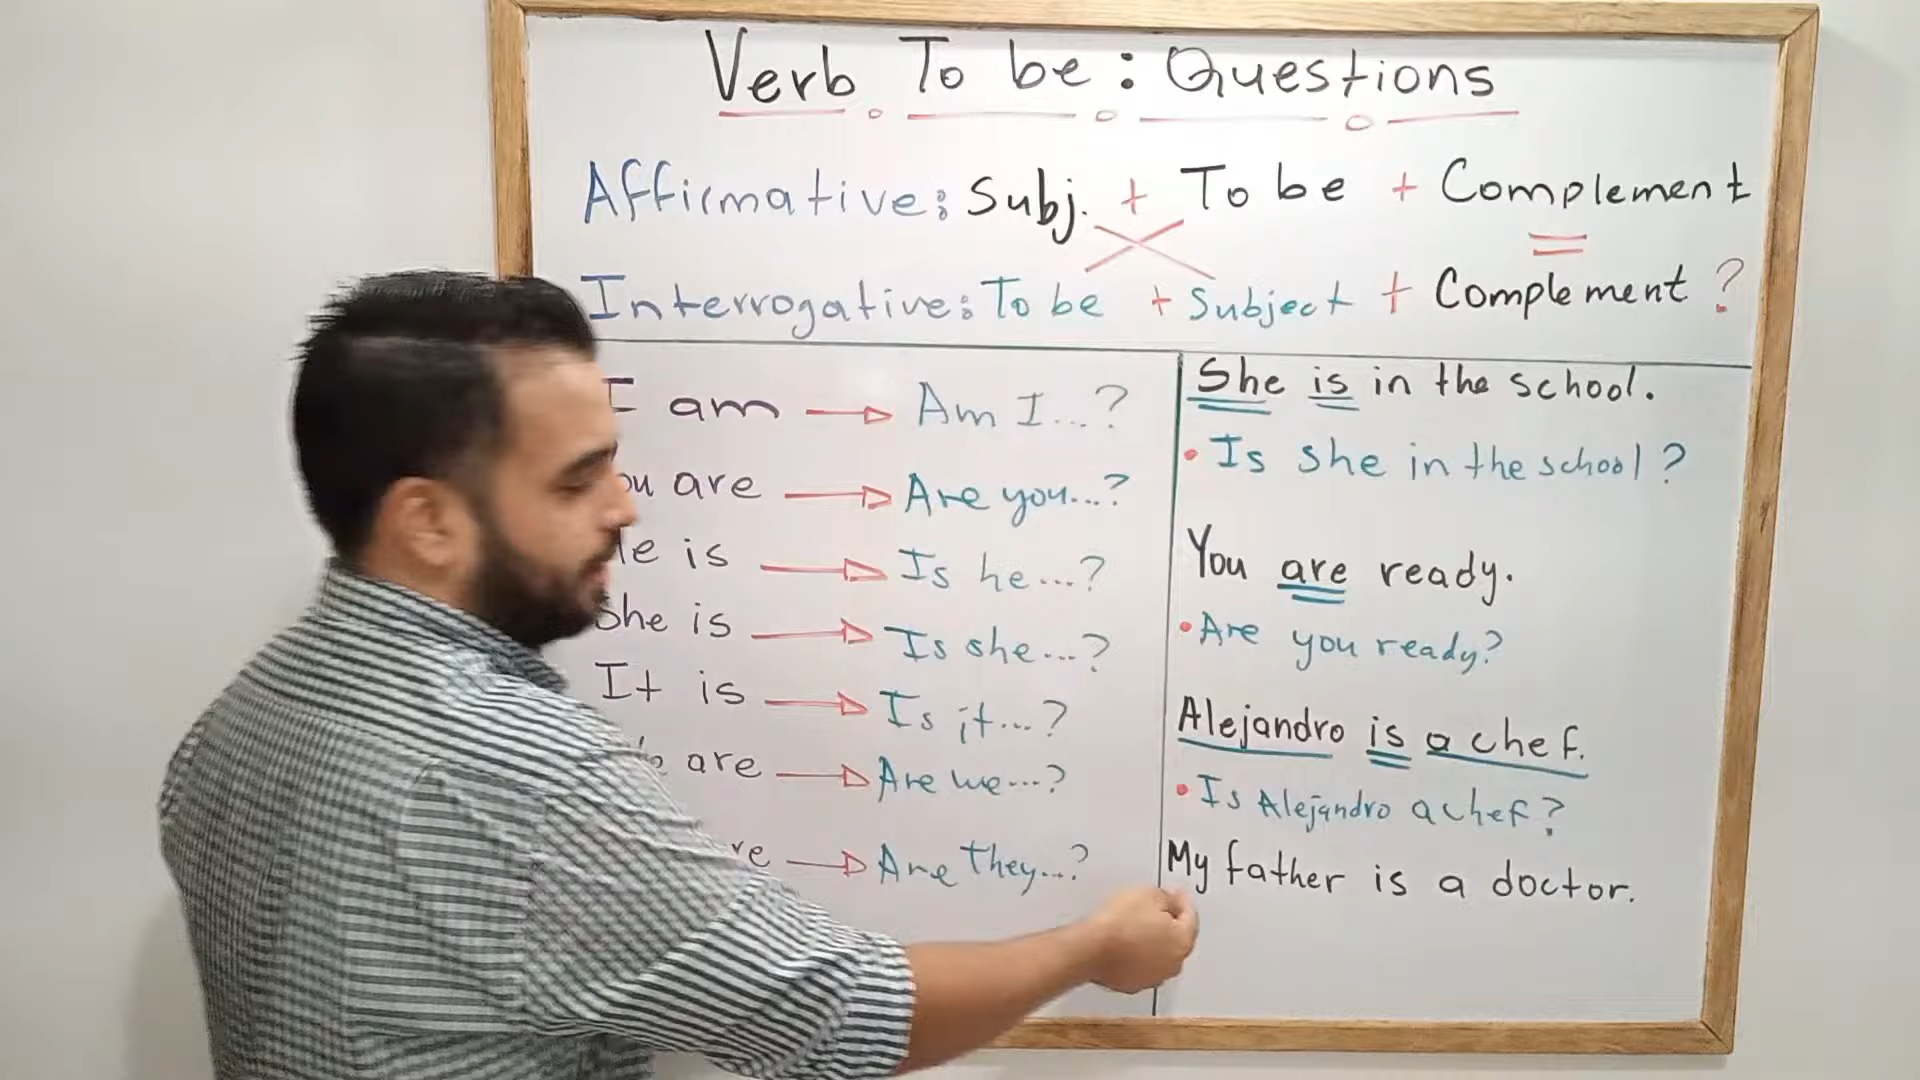 Verb To be: Questions
Affirmative: Subj. + To be + Complement
Interrogative: To be + Subject + Complement ?
I am → Am I...?
are → Are you...?
is → Is he...?
She is → Is she...?
It is → Is it...?
are → Are we...?
→ Are they...?
She is in the school.
• Is she in the school?
You are ready.
• Are you ready?
Alejandro is a chef.
• Is Alejandro a chef?
My father is a doctor.